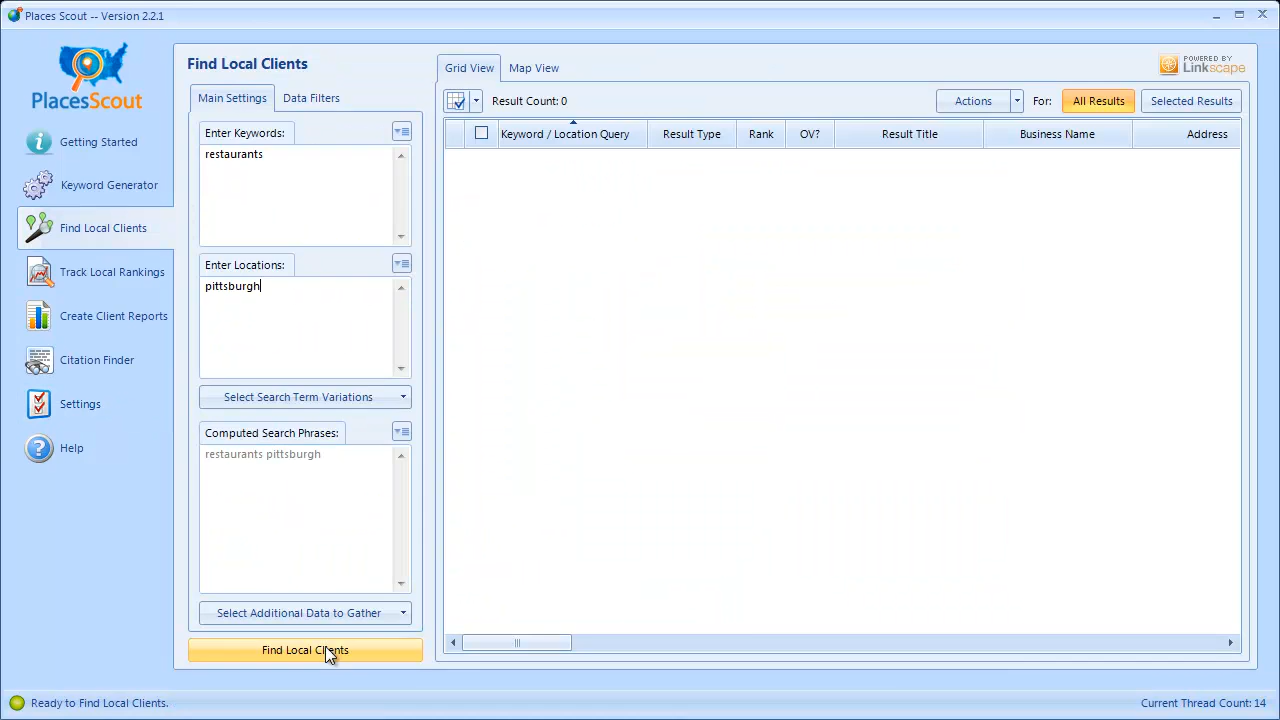 Places Scout -- Version 2.2.1
PlacesScout
Getting Started
Keyword Generator
Find Local Clients
Track Local Rankings
Create Client Reports
Citation Finder
Settings
Help
Find Local Clients
Main Settings
Data Filters
Enter Keywords:
restaurants
Enter Locations:
pittsburgh
Select Search Term Variations
Computed Search Phrases:
restaurants pittsburgh
Select Additional Data to Gather
Find Local Clients
Grid View
Map View
POWERED BY
Linkscape
Result Count: 0
Actions
For:
All Results
Selected Results
Keyword / Location Query
Result Type
Rank
OV?
Result Title
Business Name
Address
Ready to Find Local Clients.
Current Thread Count: 14